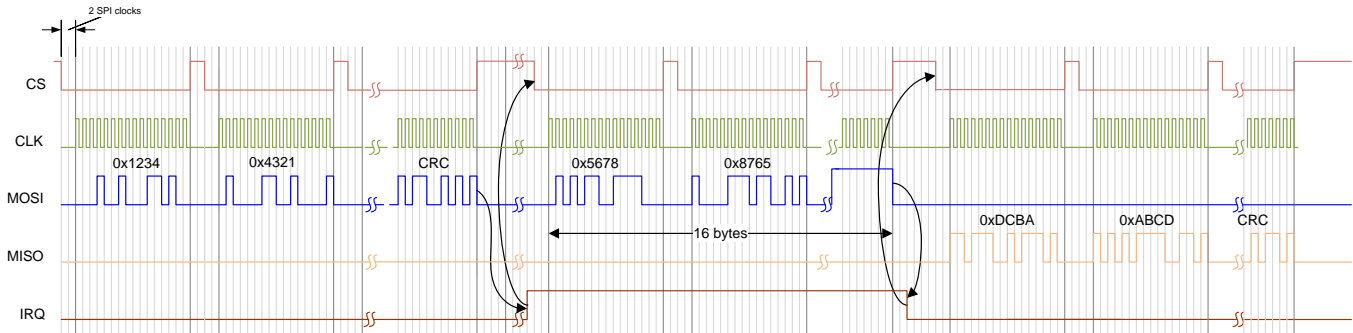 2 SPI clocks
CS
CLK
0x1234
0x4321
CRC
0x5678
0x8765
MOSI
0xDCBA
0xABCD
CRC
16 bytes
MISO
IRQ